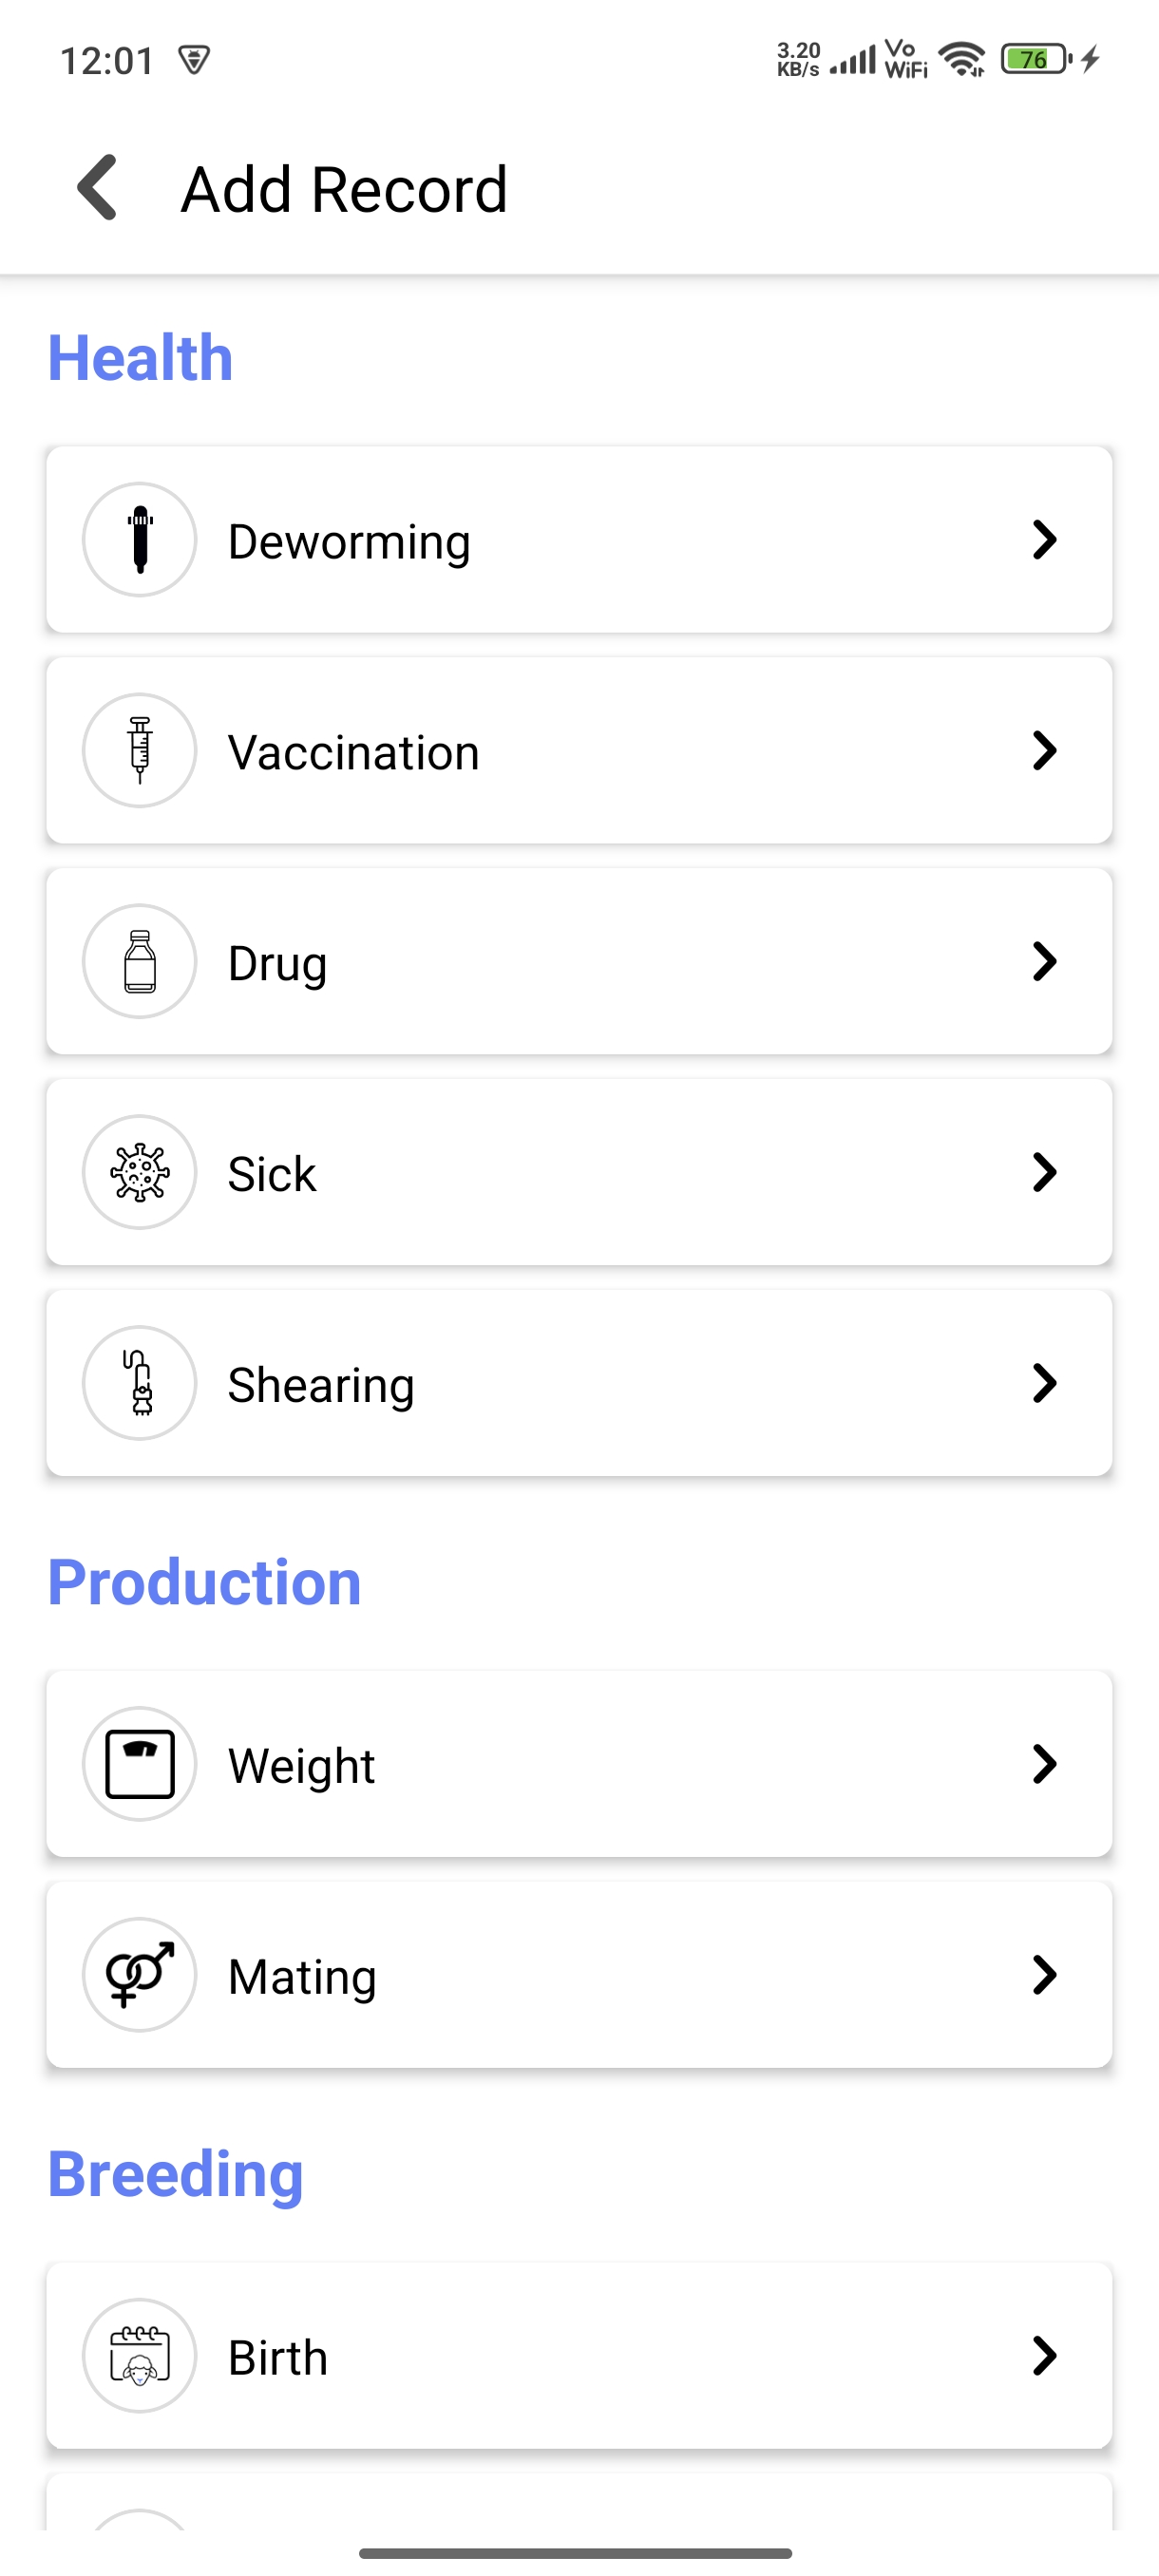 12:01
3.20
KB/s
Vo
WiFi
76
Add Record
Health
Deworming
Vaccination
Drug
Sick
Shearing
Production
Weight
Mating
Breeding
Birth